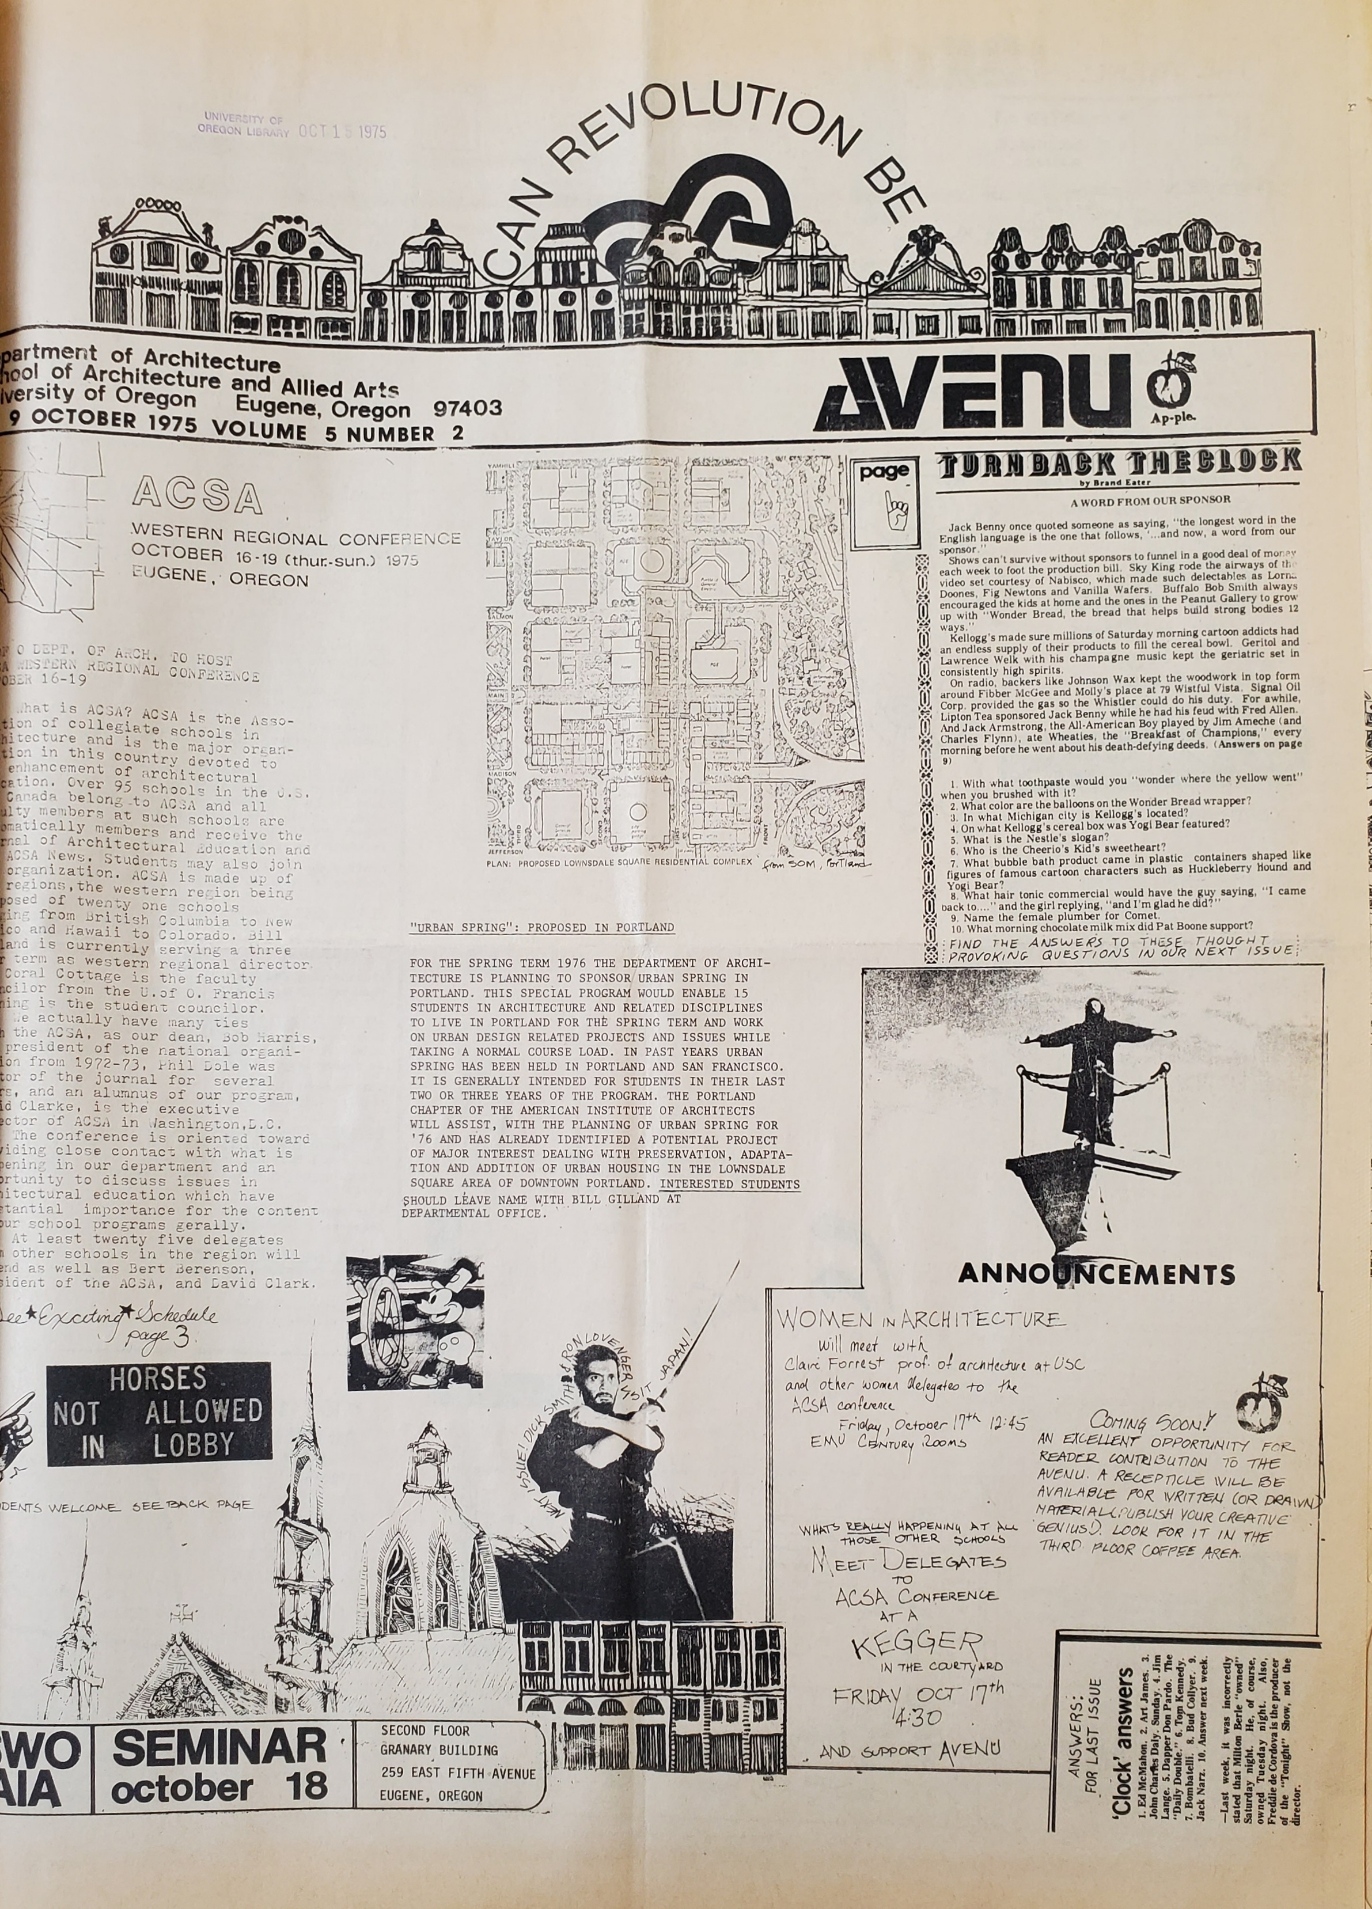 UNIVERSITY OF
OREGON LIBRARY OCT 15 1975
CAN REVOLUTION BE
partment of Architecture
hool of Architecture and Allied Arts
iversity of Oregon Eugene, Oregon 97403
9 OCTOBER 1975 VOLUME 5 NUMBER 2
AVENU
Ap-ple.
ACSA
WESTERN REGIONAL CONFERENCE
OCTOBER 16-19 (thur.-sun.) 1975
EUGENE, OREGON
O DEPT. OF ARCH. TO HOST
WESTERN REGIONAL CONFERENCE
OBER 16-19
hat is ACSA? ACSA is the Asso-
tion of collegiate schools in
hitecture and is the major organ-
tion in this country devoted to
enhancement of architectural
cation. Over 95 schools in the U.S.
Canada belong to ACSA and all
ulty members at such schools are
omatically members and receive the
rnal of Architectural Education and
ACSA News. Students may also join
organization. ACSA is made up of
regions, the western region being
posed of twenty one schools
ging from British Columbia to New
ico and Hawaii to Colorado. Bill
land is currently serving a three
r term as western regional director.
Coral Cottage is the faculty
ncilor from the U.of O. Francis
ning is the student councilor.
We actually have many ties
h the ACSA, as our dean, Bob Harris,
president of the national organi-
ion from 1972-73, Phil Dole was
tor of the journal for several
rs, and an alumnus of our program,
id Clarke, is the executive
ector of ACSA in Washington,D.C.
The conference is oriented toward
viding close contact with what is
pening in our department and an
ortunity to discuss issues in
hitectural education which have
stantial importance for the content
our school programs gerally.
At least twenty five delegates
m other schools in the region will
end as well as Bert Berenson,
sident of the ACSA, and David Clark.
See Exciting Schedule
page 3
HORSES
NOT ALLOWED
IN LOBBY
DENTS WELCOME SEE BACK PAGE
YAMHILL
SALMON
MAIN
MADISON
JEFFERSON
PLAN: PROPOSED LOWNSDALE SQUARE RESIDENTIAL COMPLEX
from SOM, Portland
"URBAN SPRING": PROPOSED IN PORTLAND
FOR THE SPRING TERM 1976 THE DEPARTMENT OF ARCHI-
TECTURE IS PLANNING TO SPONSOR URBAN SPRING IN
PORTLAND. THIS SPECIAL PROGRAM WOULD ENABLE 15
STUDENTS IN ARCHITECTURE AND RELATED DISCIPLINES
TO LIVE IN PORTLAND FOR THE SPRING TERM AND WORK
ON URBAN DESIGN RELATED PROJECTS AND ISSUES WHILE
TAKING A NORMAL COURSE LOAD. IN PAST YEARS URBAN
SPRING HAS BEEN HELD IN PORTLAND AND SAN FRANCISCO.
IT IS GENERALLY INTENDED FOR STUDENTS IN THEIR LAST
TWO OR THREE YEARS OF THE PROGRAM. THE PORTLAND
CHAPTER OF THE AMERICAN INSTITUTE OF ARCHITECTS
WILL ASSIST, WITH THE PLANNING OF URBAN SPRING FOR
'76 AND HAS ALREADY IDENTIFIED A POTENTIAL PROJECT
OF MAJOR INTEREST DEALING WITH PRESERVATION, ADAPTA-
TION AND ADDITION OF URBAN HOUSING IN THE LOWNSDALE
SQUARE AREA OF DOWNTOWN PORTLAND. INTERESTED STUDENTS
SHOULD LEAVE NAME WITH BILL GILLAND AT
DEPARTMENTAL OFFICE.
NEXT ISSUE! DICK SMITH & RON LOVENGER VISIT JAPAN!
page
TURN BACK THE CLOCK
by Brand Eater
A WORD FROM OUR SPONSOR
Jack Benny once quoted someone as saying, "the longest word in the
English language is the one that follows, '...and now, a word from our
sponsor."
Shows can't survive without sponsors to funnel in a good deal of money
each week to foot the production bill. Sky King rode the airways of the
video set courtesy of Nabisco, which made such delectables as Lorna
Doones, Fig Newtons and Vanilla Wafers. Buffalo Bob Smith always
encouraged the kids at home and the ones in the Peanut Gallery to grow
up with "Wonder Bread, the bread that helps build strong bodies 12
ways."
Kellogg's made sure millions of Saturday morning cartoon addicts had
an endless supply of their products to fill the cereal bowl. Geritol and
Lawrence Welk with his champagne music kept the geriatric set in
consistently high spirits.
On radio, backers like Johnson Wax kept the woodwork in top form
around Fibber McGee and Molly's place at 79 Wistful Vista. Signal Oil
Corp. provided the gas so the Whistler could do his duty. For awhile,
Lipton Tea sponsored Jack Benny while he had his feud with Fred Allen.
And Jack Armstrong, the All-American Boy played by Jim Ameche (and
Charles Flynn), ate Wheaties, the "Breakfast of Champions," every
morning before he went about his death-defying deeds. (Answers on page
9)
1. With what toothpaste would you "wonder where the yellow went"
when you brushed with it?
2. What color are the balloons on the Wonder Bread wrapper?
3. In what Michigan city is Kellogg's located?
4. On what Kellogg's cereal box was Yogi Bear featured?
5. What is the Nestle's slogan?
6. Who is the Cheerio's Kid's sweetheart?
7. What bubble bath product came in plastic containers shaped like
figures of famous cartoon characters such as Huckleberry Hound and
Yogi Bear?
8. What hair tonic commercial would have the guy saying, "I came
back to...." and the girl replying, "and I'm glad he did?"
9. Name the female plumber for Comet.
10. What morning chocolate milk mix did Pat Boone support?
FIND THE ANSWERS TO THESE THOUGHT
PROVOKING QUESTIONS IN OUR NEXT ISSUE
ANNOUNCEMENTS
WOMEN IN ARCHITECTURE
will meet with
Claire Forrest prof. of architecture at USC
and other women delegates to the
ACSA conference
Friday, October 17th 12:45
EMU CENTURY ROOMS
COMING SOON!
AN EXCELLENT OPPORTUNITY FOR
READER CONTRIBUTION TO THE
AVENU. A RECEPTICLE WILL BE
AVAILABLE FOR WRITTEN (OR DRAWN)
MATERIAL. PUBLISH YOUR CREATIVE
GENIUS). LOOK FOR IT IN THE
THIRD FLOOR COFFEE AREA.
WHATS REALLY HAPPENING AT ALL
THOSE OTHER SCHOOLS
MEET DELEGATES
TO
ACSA CONFERENCE
AT A
KEGGER
IN THE COURTYARD
FRIDAY OCT 17th
4:30
AND SUPPORT AVENU
SWO
AIA
SEMINAR
october 18
SECOND FLOOR
GRANARY BUILDING
259 EAST FIFTH AVENUE
EUGENE, OREGON
ANSWERS:
FOR LAST ISSUE
'Clock' answers
1. Ed McMahon. 2. Art James. 3.
John Charles Daly. Sunday. 4. Jim
Lange. 5. Dapper Don Pardo. The
"Daily Double." 6. Tom Kennedy.
7. Bombatelli. 8. Bud Collyer. 9.
Jack Narz. 10. Answer next week.
—Last week, it was incorrectly
stated that Milton Berle "owned"
Saturday night. He, of course,
owned Tuesday night. Also,
Freddie de Cordova is the producer
of the "Tonight" Show, not the
director.